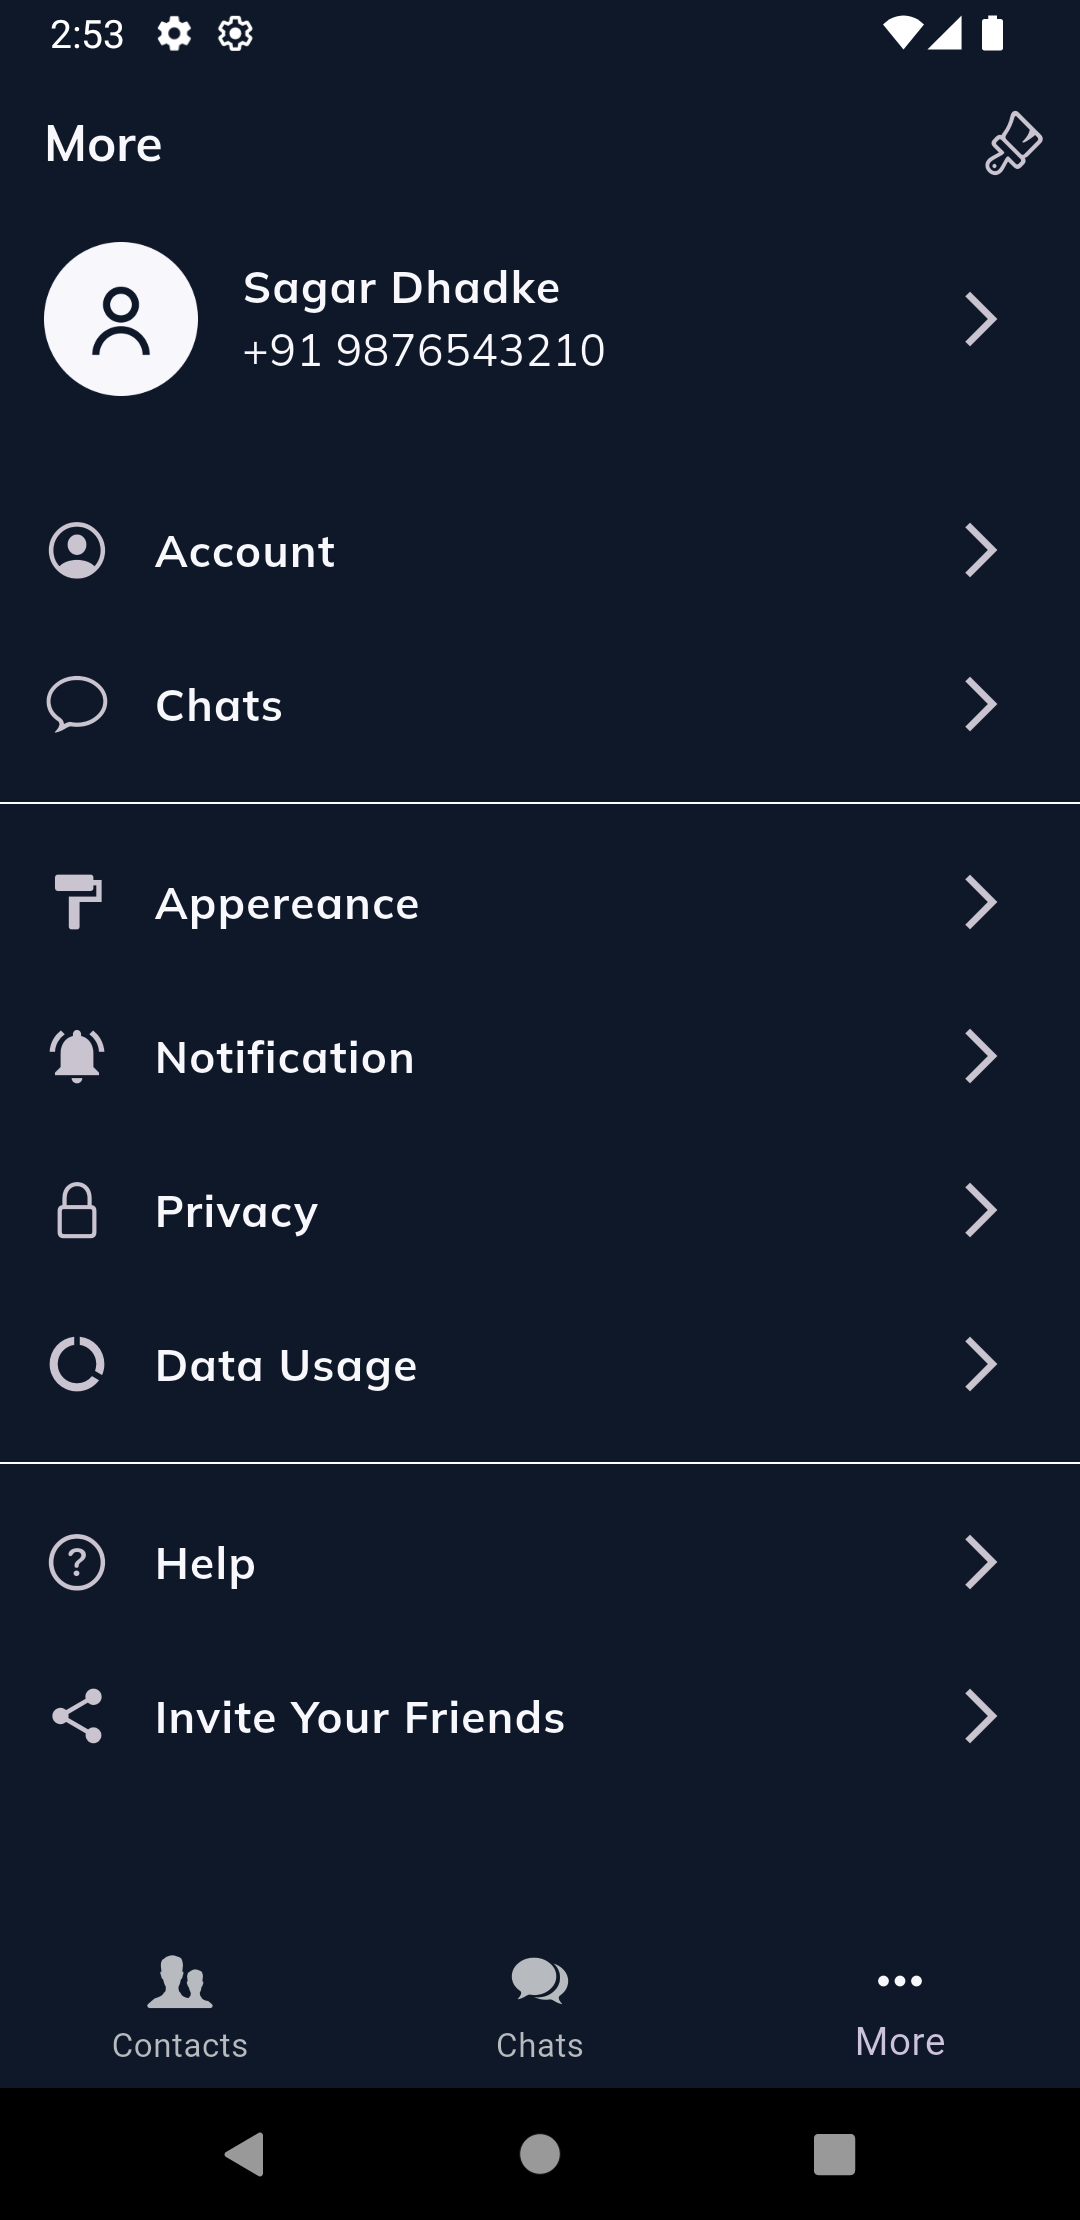 2:53
More
Sagar Dhadke
+91 9876543210
Account
Chats
Appereance
Notification
Privacy
Data Usage
Help
Invite Your Friends
Contacts
Chats
More